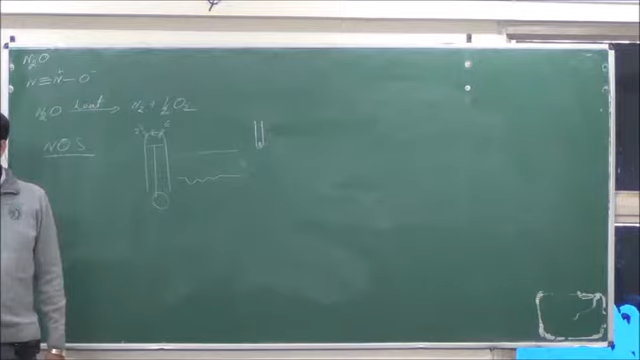 N₂O
N≡N⁺—O⁻
N₂O —heat→ N₂ + ½O₂
NOS